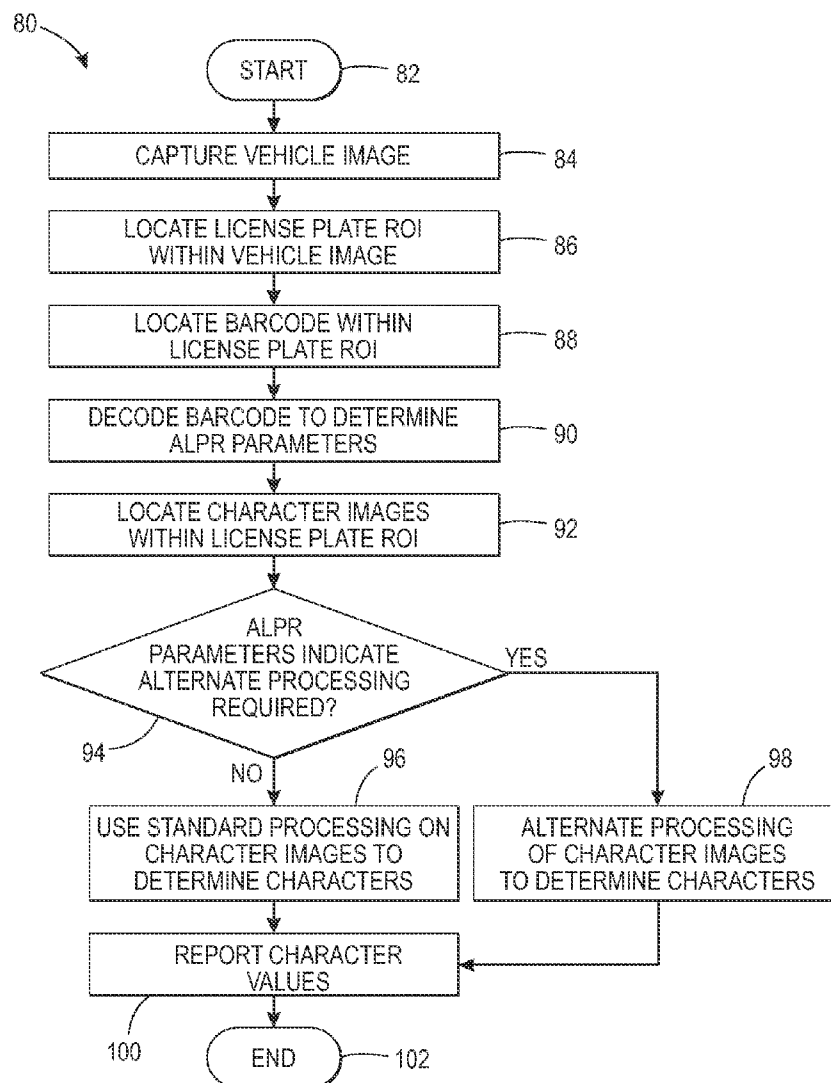 80
START
82
CAPTURE VEHICLE IMAGE
84
LOCATE LICENSE PLATE ROI
WITHIN VEHICLE IMAGE
86
LOCATE BARCODE WITHIN
LICENSE PLATE ROI
88
DECODE BARCODE TO DETERMINE
ALPR PARAMETERS
90
LOCATE CHARACTER IMAGES
WITHIN LICENSE PLATE ROI
92
ALPR
PARAMETERS INDICATE
ALTERNATE PROCESSING
REQUIRED?
YES
94
NO
96
98
USE STANDARD PROCESSING ON
CHARACTER IMAGES TO
DETERMINE CHARACTERS
ALTERNATE PROCESSING
OF CHARACTER IMAGES
TO DETERMINE CHARACTERS
REPORT CHARACTER
VALUES
100
END
102